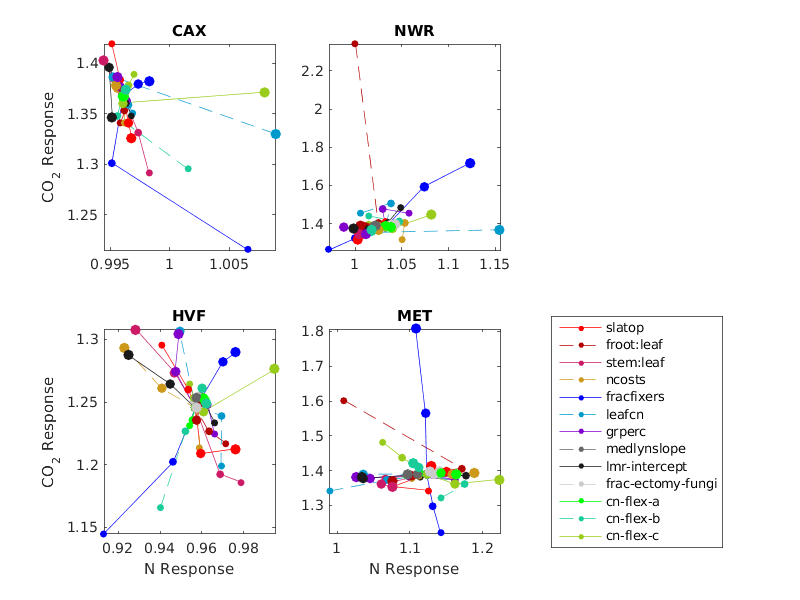 CAX
NWR
1.4
1.35
1.3
1.25
0.995
1
1.005
CO2 Response
2.2
2
1.8
1.6
1.4
1
1.05
1.1
1.15
HVF
MET
1.3
1.25
1.2
1.15
0.92
0.94
0.96
0.98
CO2 Response
N Response
1.8
1.7
1.6
1.5
1.4
1.3
1
1.1
1.2
N Response
slatop
froot:leaf
stem:leaf
ncosts
fracfixers
leafcn
grperc
medlynslope
lmr-intercept
frac-ectomy-fungi
cn-flex-a
cn-flex-b
cn-flex-c